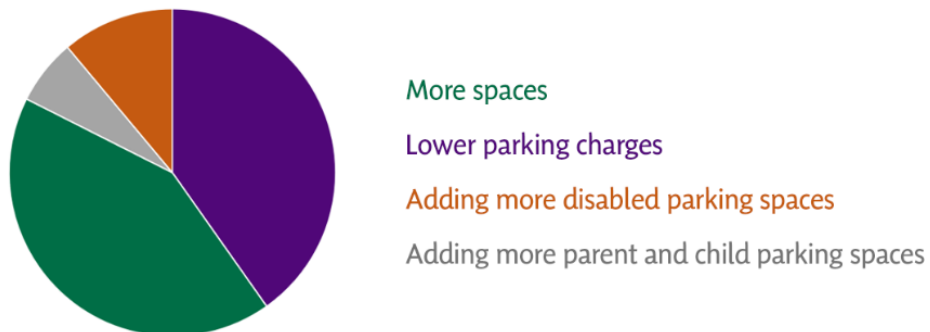 More spaces
Lower parking charges
Adding more disabled parking spaces
Adding more parent and child parking spaces